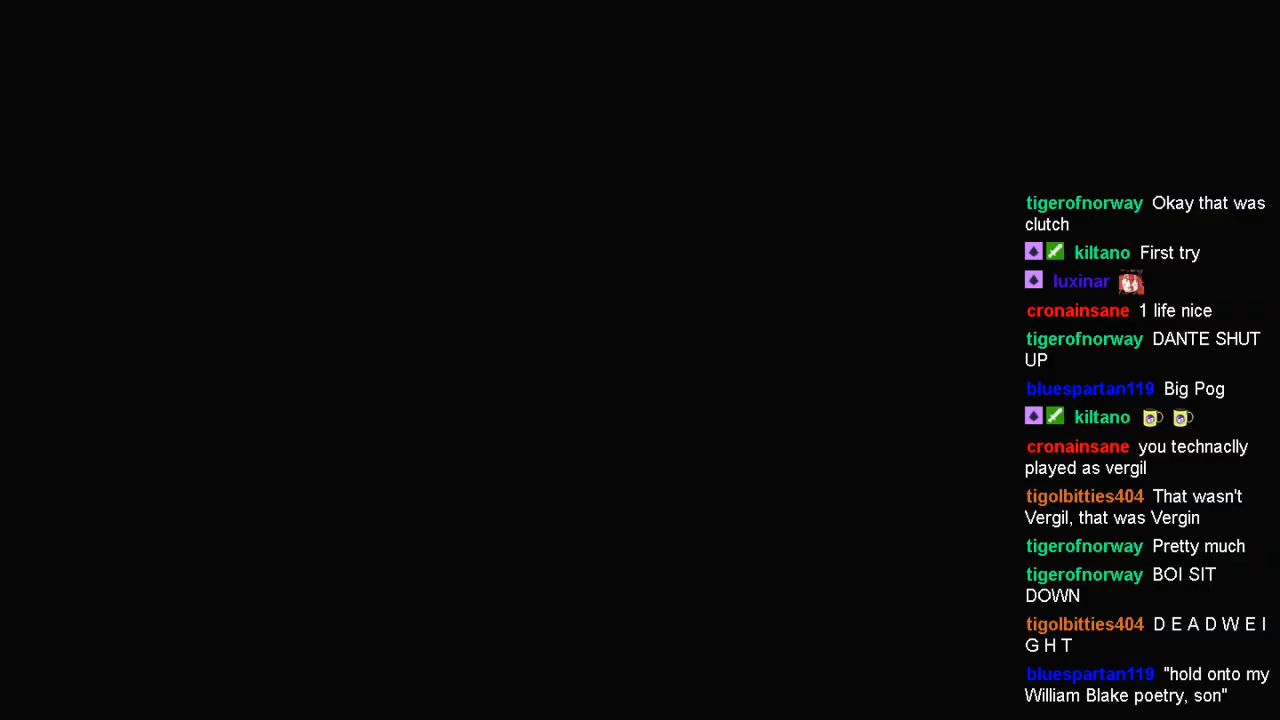 tigerofnorway Okay that was
clutch
kiltano First try
luxinar
cronainsane 1 life nice
tigerofnorway DANTE SHUT
UP
bluespartan119 Big Pog
kiltano
cronainsane you technaclly
played as vergil
tigolbitties404 That wasn't
Vergil, that was Vergin
tigerofnorway Pretty much
tigerofnorway BOI SIT
DOWN
tigolbitties404 D E A D W E I
G H T
bluespartan119 "hold onto my
William Blake poetry, son"